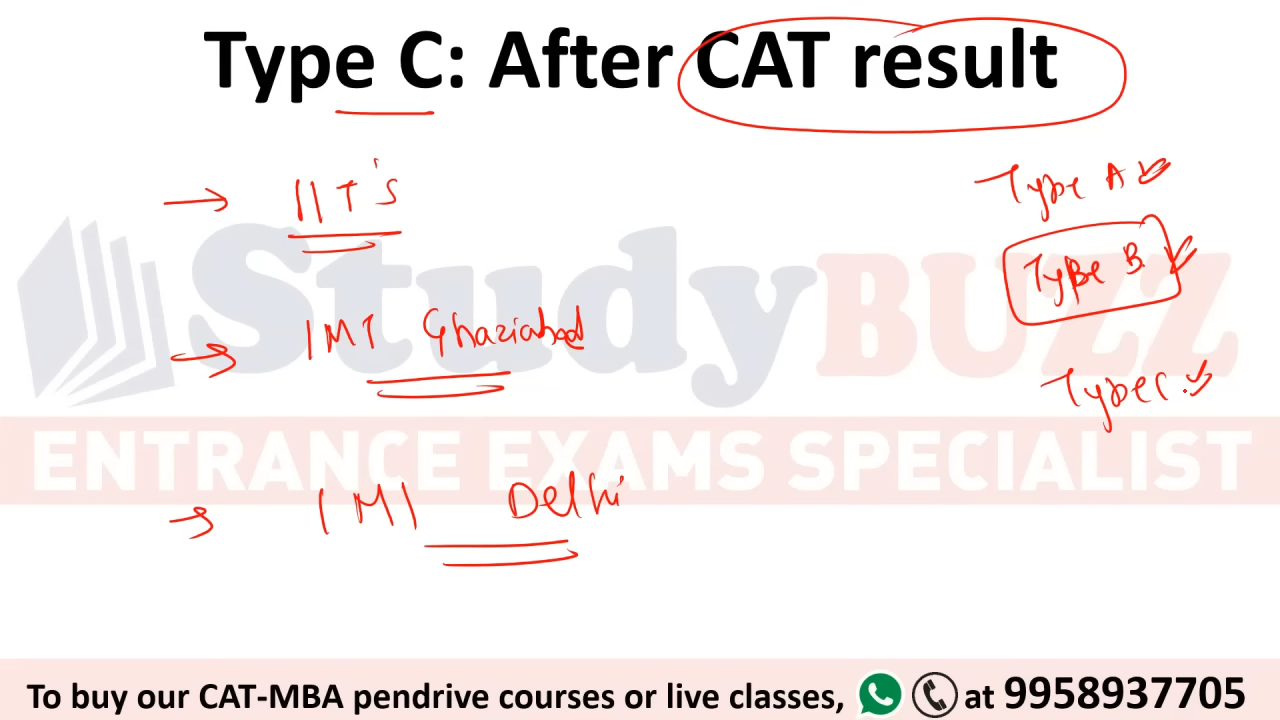 Type C: After CAT result
IIT's
Type A
Type B
IMT Ghaziabad
Type C
StudyBUZZ
ENTRANCE EXAMS SPECIALIST
IMI Delhi
To buy our CAT-MBA pendrive courses or live classes, at 9958937705